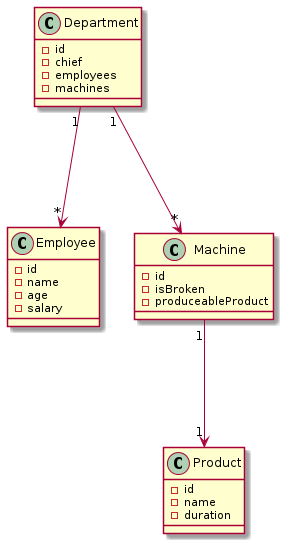 C Department
id
chief
employees
machines
1 1
* *
C Employee
id
name
age
salary
C Machine
id
isBroken
produceableProduct
1
1
C Product
id
name
duration